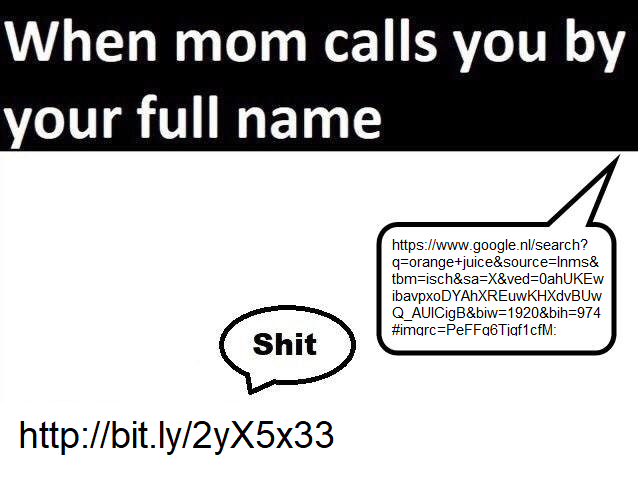 When mom calls you by
your full name
https://www.google.nl/search?
q=orange+juice&source=lnms&
tbm=isch&sa=X&ved=0ahUKEw
ibavpxoDYAhXREuwKHXdvBUw
Q_AUICigB&biw=1920&bih=974
#imgrc=PeFFq6Tjqf1cfM:
Shit
http://bit.ly/2yX5x33